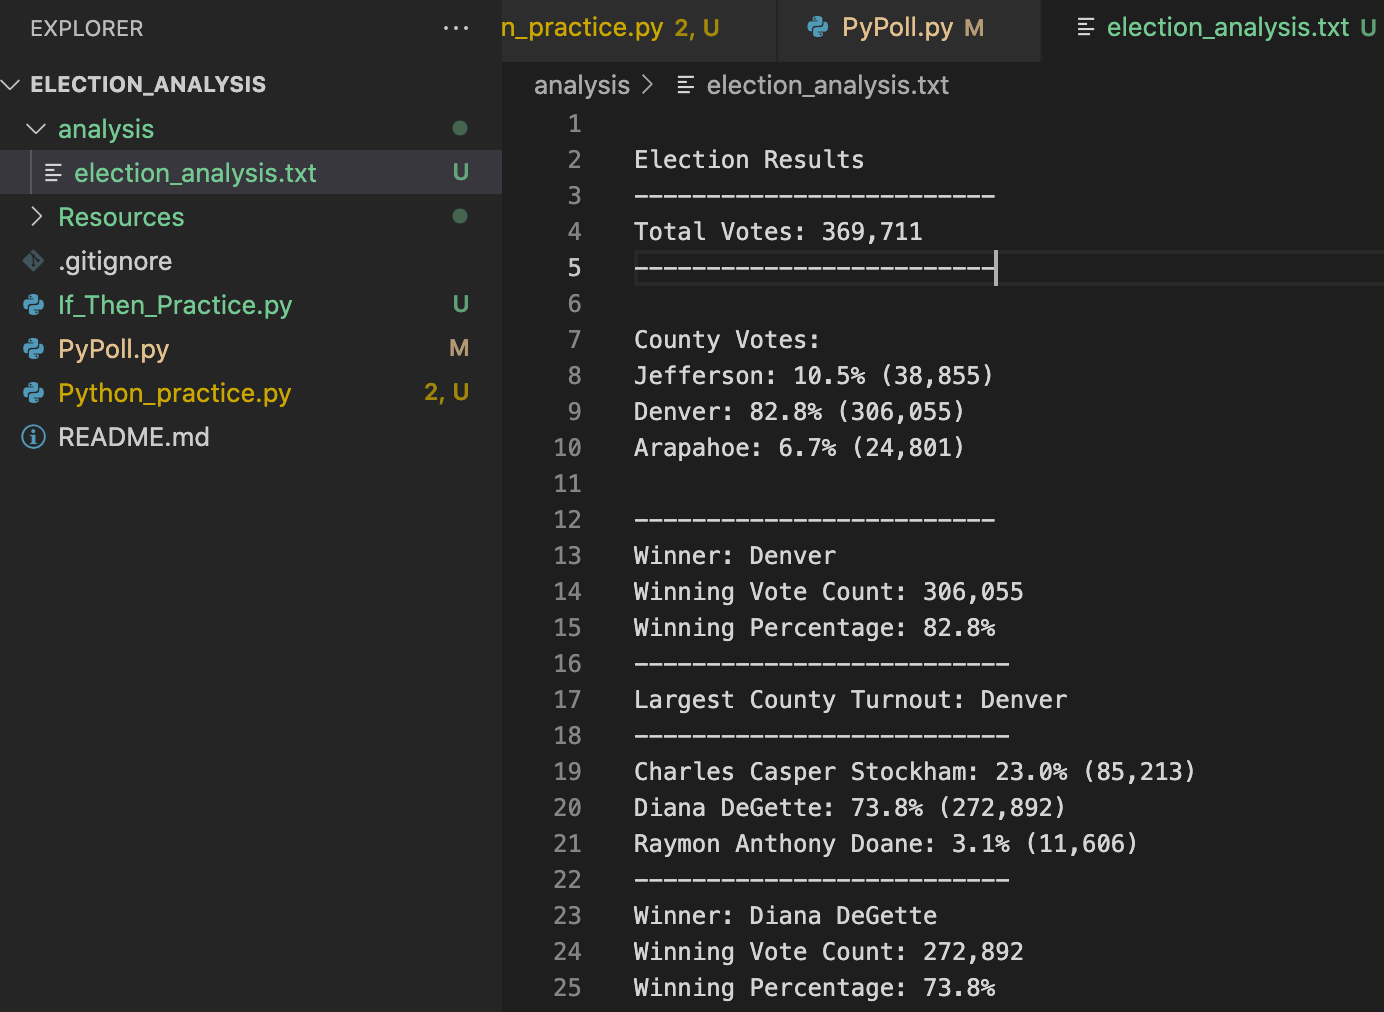 EXPLORER ...
ELECTION_ANALYSIS
analysis
election_analysis.txt U
Resources
.gitignore
If_Then_Practice.py U
PyPoll.py M
Python_practice.py 2, U
README.md
n_practice.py 2, U PyPoll.py M election_analysis.txt U
analysis > election_analysis.txt
1
2 Election Results
3 -------------------------
4 Total Votes: 369,711
5 -------------------------
6
7 County Votes:
8 Jefferson: 10.5% (38,855)
9 Denver: 82.8% (306,055)
10 Arapahoe: 6.7% (24,801)
11
12 -------------------------
13 Winner: Denver
14 Winning Vote Count: 306,055
15 Winning Percentage: 82.8%
16 --------------------------
17 Largest County Turnout: Denver
18 --------------------------
19 Charles Casper Stockham: 23.0% (85,213)
20 Diana DeGette: 73.8% (272,892)
21 Raymon Anthony Doane: 3.1% (11,606)
22 --------------------------
23 Winner: Diana DeGette
24 Winning Vote Count: 272,892
25 Winning Percentage: 73.8%